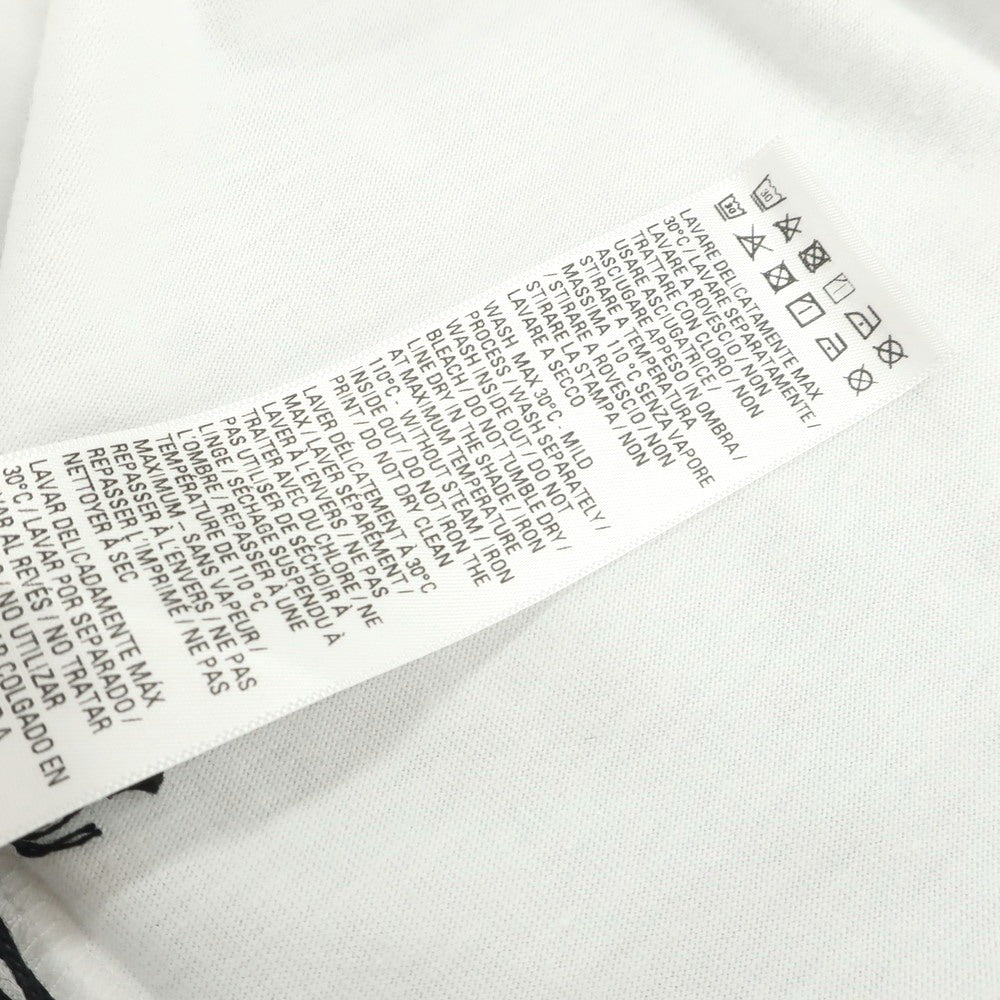 30
30
LAVARE DELICATAMENTE MAX
30°C / LAVARE SEPARATAMENTE /
LAVARE A ROVESCIO / NON
TRATTARE CON CLORO / NON
USARE ASCIUGATRICE /
ASCIUGARE APPESO IN OMBRA /
STIRARE A TEMPERATURA
MASSIMA 110°C SENZA VAPORE
/ STIRARE A ROVESCIO / NON
STIRARE LA STAMPA / NON
LAVARE A SECCO
WASH MAX 30°C, MILD
PROCESS / WASH SEPARATELY /
WASH INSIDE OUT / DO NOT
BLEACH / DO NOT TUMBLE DRY /
LINE DRY IN THE SHADE / IRON
AT MAXIMUM TEMPERATURE
110°C - WITHOUT STEAM / IRON
INSIDE OUT / DO NOT IRON THE
PRINT / DO NOT DRY CLEAN
LAVER DÉLICATEMENT À 30°C
MAX / LAVER SÉPARÉMENT /
LAVER À L'ENVERS / NE PAS
TRAITER AVEC DU CHLORE / NE
PAS UTILISER DE SÉCHOIR À
LINGE / SÉCHAGE SUSPENDU À
L'OMBRE / REPASSER À UNE
TEMPÉRATURE DE 110 °C
MAXIMUM – SANS VAPEUR /
REPASSER À L'ENVERS / NE PAS
REPASSER L'IMPRIMÉ / NE PAS
NETTOYER À SEC
LAVAR DELICADAMENTE MÁX
30°C / LAVAR POR SEPARADO /
AL REVÉS / NO TRATAR
/ NO UTILIZAR
COLGADO EN